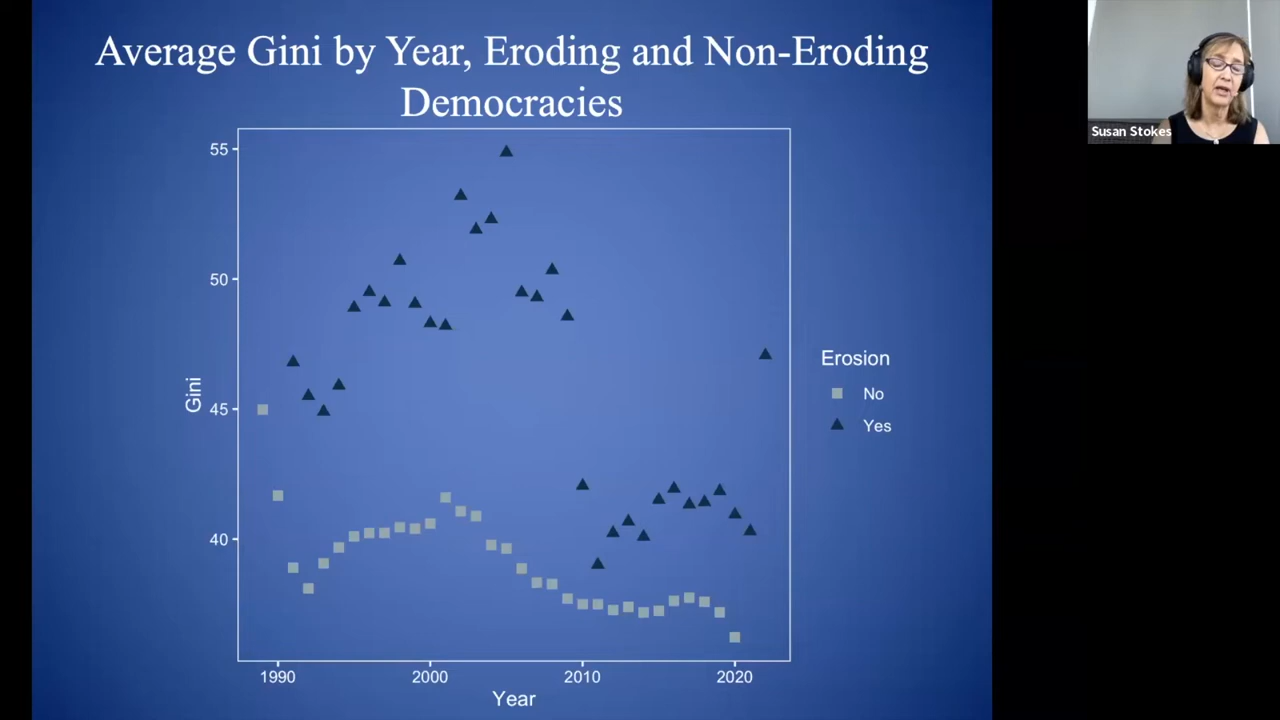 Average Gini by Year, Eroding and Non-Eroding
Democracies
Susan Stokes
55
50
45
40
Gini
1990
2000
2010
2020
Year
Erosion
No
Yes